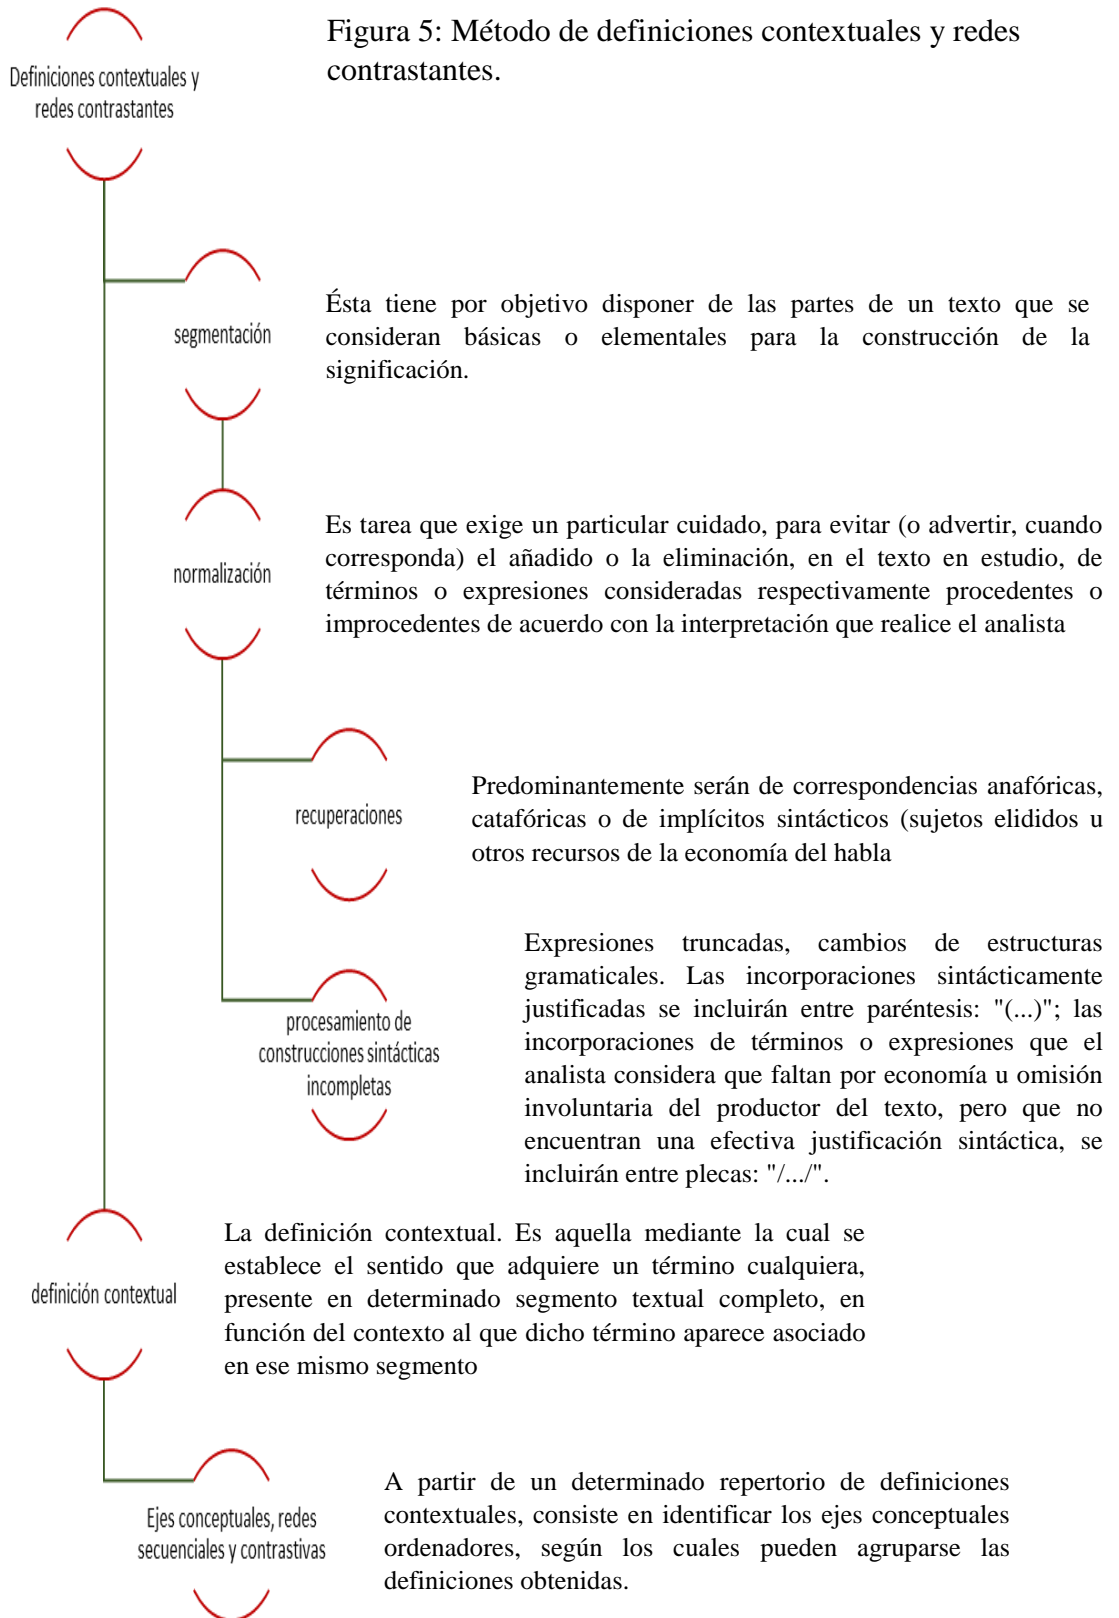 Figura 5: Método de definiciones contextuales y redes
contrastantes.
Definiciones contextuales y
redes contrastantes
segmentación
Ésta tiene por objetivo disponer de las partes de un texto que se
consideran básicas o elementales para la construcción de la
significación.
normalización
Es tarea que exige un particular cuidado, para evitar (o advertir, cuando
corresponda) el añadido o la eliminación, en el texto en estudio, de
términos o expresiones consideradas respectivamente procedentes o
improcedentes de acuerdo con la interpretación que realice el analista
recuperaciones
Predominantemente serán de correspondencias anafóricas,
catafóricas o de implícitos sintácticos (sujetos elididos u
otros recursos de la economía del habla
procesamiento de
construcciones sintácticas
incompletas
Expresiones truncadas, cambios de estructuras
gramaticales. Las incorporaciones sintácticamente
justificadas se incluirán entre paréntesis: "(...)"; las
incorporaciones de términos o expresiones que el
analista considera que faltan por economía u omisión
involuntaria del productor del texto, pero que no
encuentran una efectiva justificación sintáctica, se
incluirán entre plecas: "/.../".
definición contextual
La definición contextual. Es aquella mediante la cual se
establece el sentido que adquiere un término cualquiera,
presente en determinado segmento textual completo, en
función del contexto al que dicho término aparece asociado
en ese mismo segmento
Ejes conceptuales, redes
secuenciales y contrastivas
A partir de un determinado repertorio de definiciones
contextuales, consiste en identificar los ejes conceptuales
ordenadores, según los cuales pueden agruparse las
definiciones obtenidas.